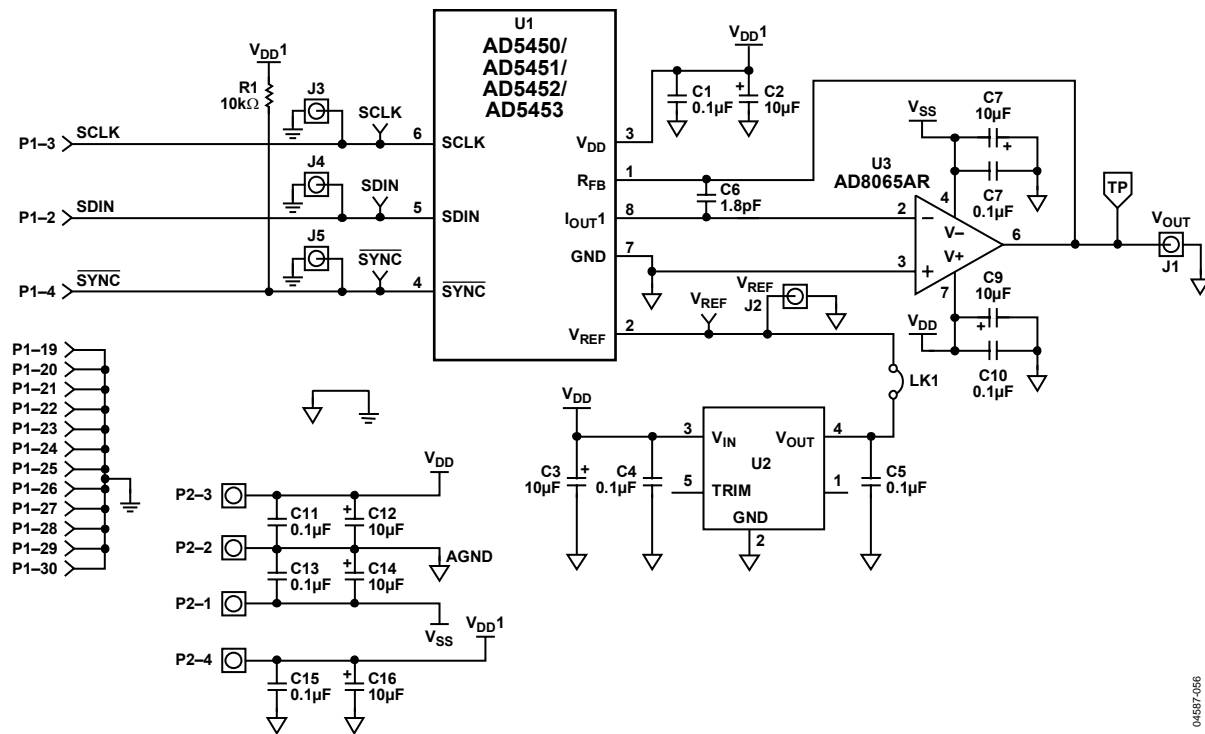 U1
AD5450/
AD5451/
AD5452/
AD5453
VDD1
R1
10kΩ
J3
SCLK
P1–3
SCLK
6
SCLK
J4
SDIN
P1–2
SDIN
5
SDIN
J5
SYNC
P1–4
SYNC
4
SYNC
VDD1
C1
0.1µF
+
C2
10µF
VDD
3
RFB
1
C6
1.8pF
IOUT1
8
GND
7
VREF
2
VREF
VREF
J2
LK1
VSS
C7
10µF
+
C7
0.1µF
U3
AD8065AR
4
2
–
V–
V+
3
+
6
7
TP
VOUT
J1
C9
10µF
VDD
+
C10
0.1µF
P1–19
P1–20
P1–21
P1–22
P1–23
P1–24
P1–25
P1–26
P1–27
P1–28
P1–29
P1–30
VDD
3
VIN
VOUT
4
U2
C3
10µF
+
C4
0.1µF
5
TRIM
1
GND
2
C5
0.1µF
VDD
P2–3
C11
0.1µF
+
C12
10µF
P2–2
AGND
C13
0.1µF
+
C14
10µF
P2–1
VSS
VDD1
P2–4
C15
0.1µF
+
C16
10µF
04587-056